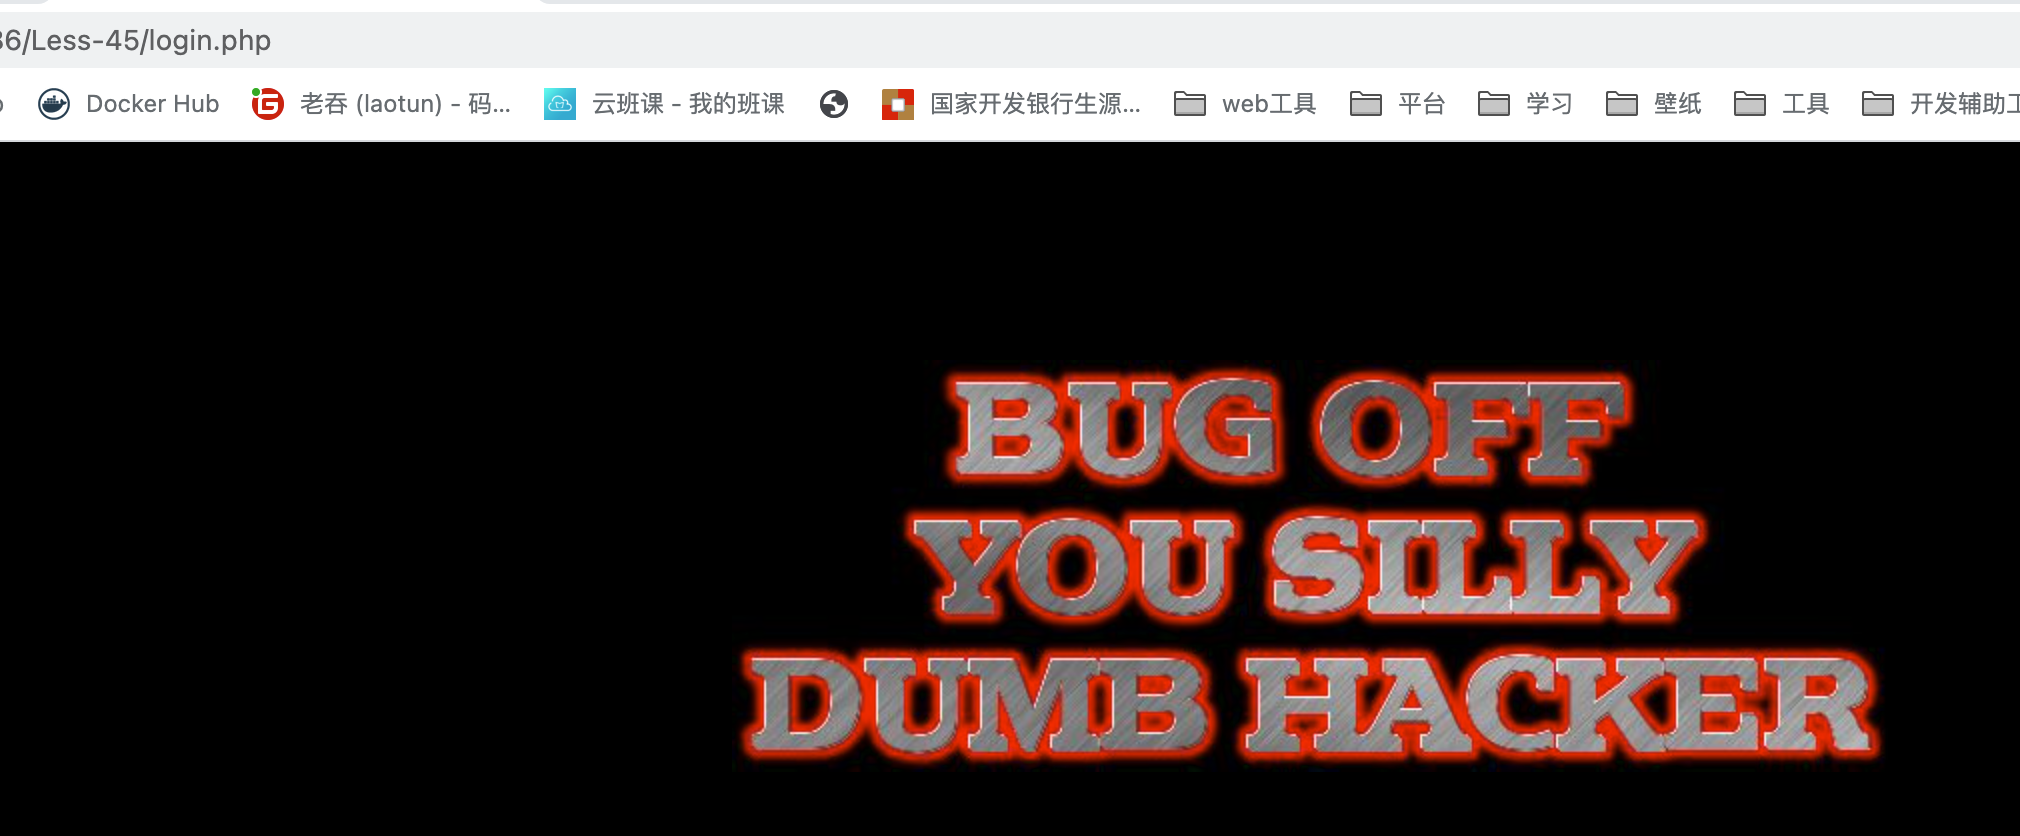 6/Less-45/login.php
Docker Hub 老吞 (laotun) - 码... 云班课 - 我的班课 国家开发银行生源... web工具 平台 学习 壁纸 工具 开发辅助工
BUG OFF
YOU SILLY
DUMB HACKER